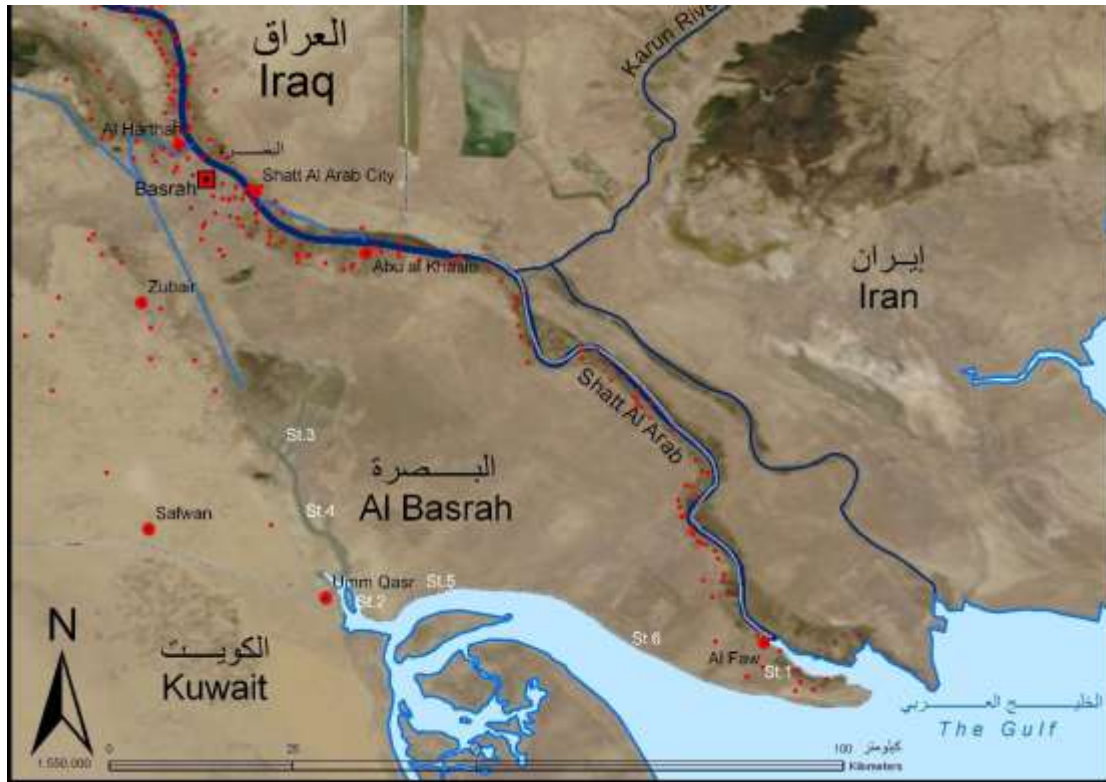 العراق
Iraq
Karun River
Al Harthah
البصرة
Basrah
Shatt Al Arab City
Abu al Khasib
Zubair
إيران
Iran
Shatt Al Arab
St.3
البصرة
Al Basrah
St.4
Safwan
Umm Qasr
St.5
St.2
St.6
Al Faw
St.1
N
الكويت
Kuwait
الخليج العربي
The Gulf
0
25
100
كيلومتر
Kilometers
1:550,000